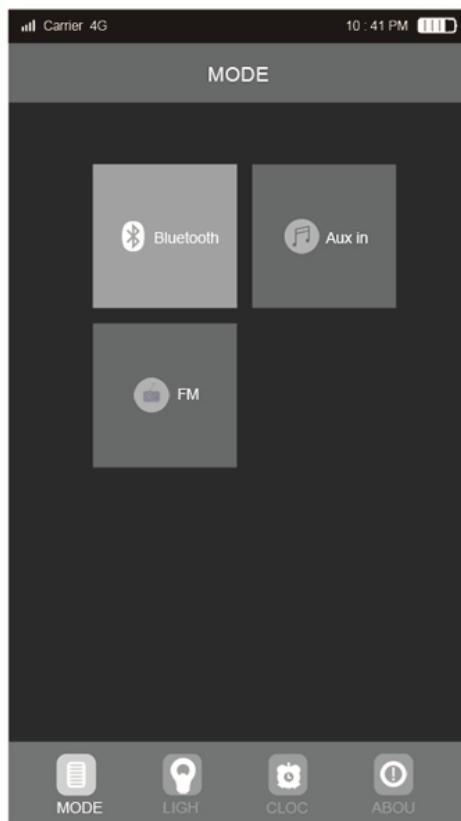 Carrier 4G 10 : 41 PM
MODE
Bluetooth Aux in
FM
MODE LIGH CLOC ABOU